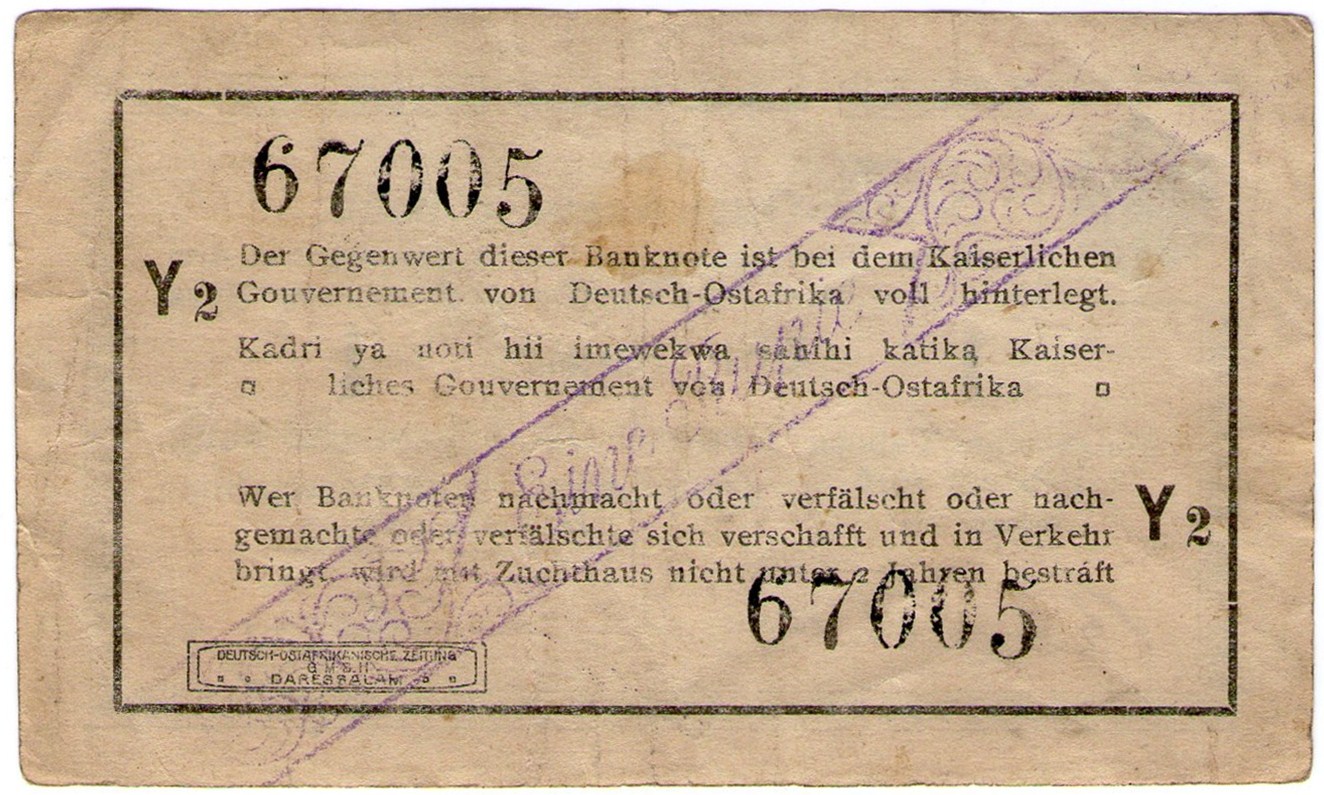 67005
Der Gegenwert dieser Banknote ist bei dem Kaiserlichen
Y2 Gouvernement von Deutsch-Ostafrika voll hinterlegt.
Kadri ya noti hii imewekwa sahihi katika Kaiser-
liches Gouvernement von Deutsch-Ostafrika
Eine Rupie
Wer Banknoten nachmacht oder verfälscht oder nach-
gemachte oder verfälschte sich verschafft und in Verkehr Y2
bringt, wird mit Zuchthaus nicht unter 2 Jahren bestraft
67005
DEUTSCH-OSTAFRIKANISCHE ZEITUNG
G.M.B.H.
DARESSALAM